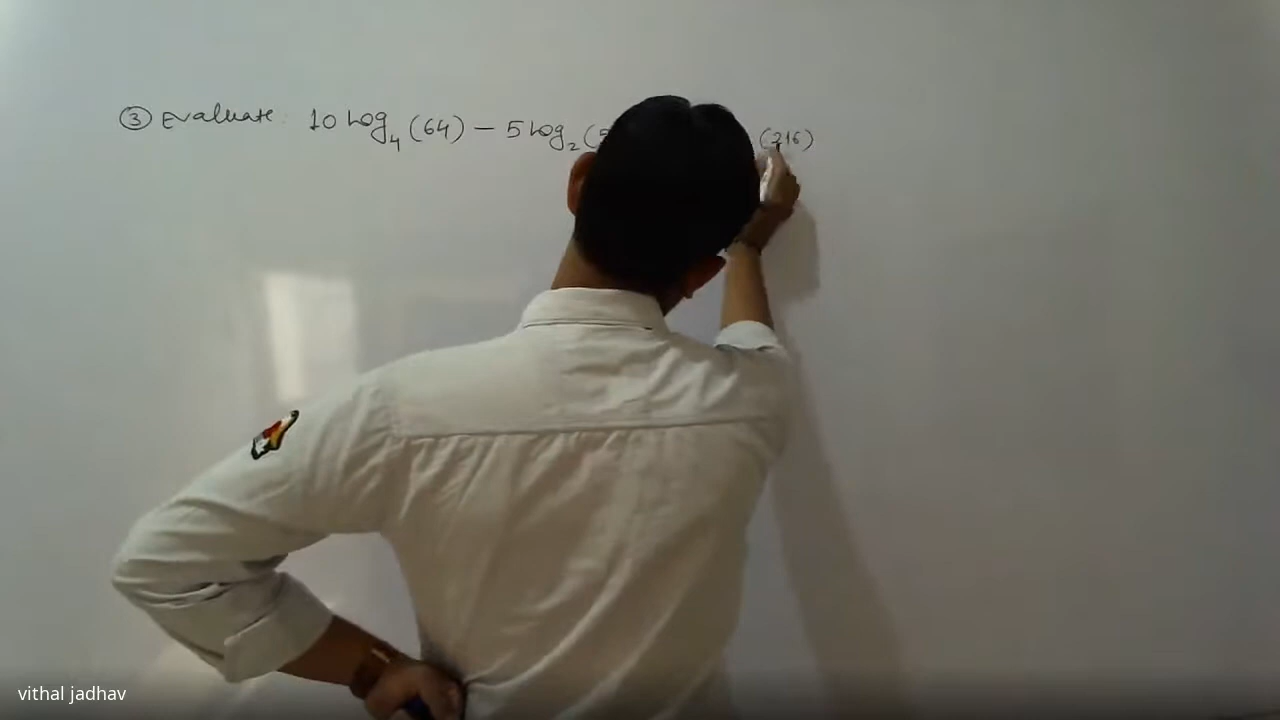 ③ Evaluate: 10 Log₄ (64) – 5 Log₂ ( (216)
vithal jadhav